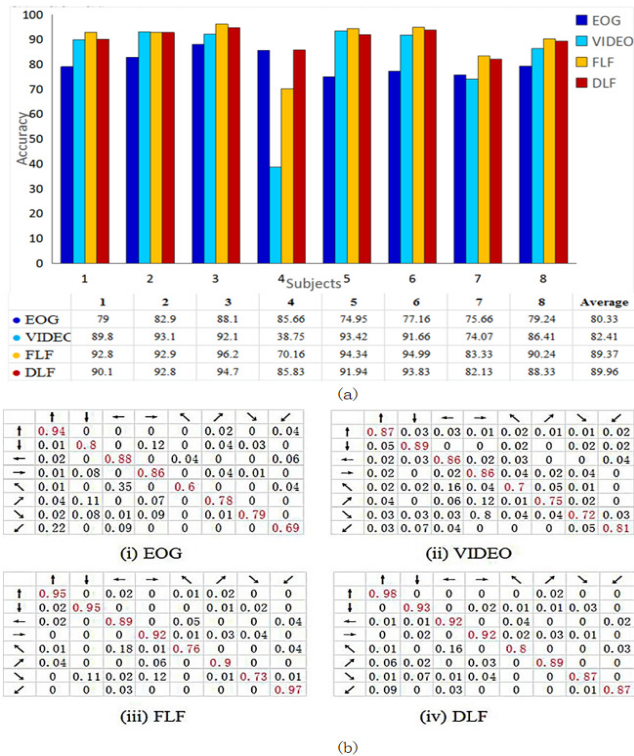 100
90
80
70
60
50
40
30
20
10
0
Accuracy
EOG
VIDEO
FLF
DLF
1 2 3 4 5 6 7 8
Subjects
1 2 3 4 5 6 7 8 Average
EOG 79 82.9 88.1 85.66 74.95 77.16 75.66 79.24 80.33
VIDEO 89.8 93.1 92.1 38.75 93.42 91.66 74.07 86.41 82.41
FLF 92.8 92.9 96.2 70.16 94.34 94.99 83.33 90.24 89.37
DLF 90.1 92.8 94.7 85.83 91.94 93.83 82.13 88.33 89.96
(a)
↑ ↓ ← → ↖ ↗ ↘ ↙
↑ 0.94 0 0 0 0 0.02 0 0.04
↓ 0.01 0.8 0 0.12 0 0.04 0.03 0
← 0.02 0 0.88 0 0.04 0 0 0.06
→ 0.01 0.08 0 0.86 0 0.04 0.01 0
↖ 0.01 0 0.35 0 0.6 0 0 0.04
↗ 0.04 0.11 0 0.07 0 0.78 0 0
↘ 0.02 0.08 0.01 0.09 0 0.01 0.79 0
↙ 0.22 0 0.09 0 0 0 0 0.69
(i) EOG
↑ ↓ ← → ↖ ↗ ↘ ↙
↑ 0.87 0.03 0.03 0.01 0.02 0.01 0.01 0.02
↓ 0.05 0.89 0 0 0.02 0 0.02 0.02
← 0.02 0.03 0.86 0.02 0.03 0 0 0.04
→ 0.02 0 0.02 0.86 0.04 0.02 0.04 0
↖ 0.02 0.02 0.16 0.04 0.7 0.05 0.01 0
↗ 0.04 0 0.06 0.12 0.01 0.75 0.02 0
↘ 0.03 0.03 0.03 0.8 0.04 0.04 0.72 0.03
↙ 0.03 0.07 0.04 0 0 0 0.05 0.81
(ii) VIDEO
↑ ↓ ← → ↖ ↗ ↘ ↙
↑ 0.95 0 0.02 0 0.01 0.02 0 0
↓ 0.02 0.95 0 0 0 0.01 0.02 0
← 0.02 0 0.89 0 0.05 0 0 0.04
→ 0 0 0 0.92 0.01 0.03 0.04 0
↖ 0.01 0 0.18 0.01 0.76 0 0 0.04
↗ 0.04 0 0 0.06 0 0.9 0 0
↘ 0 0.11 0.02 0.12 0 0.01 0.73 0.01
↙ 0 0 0.03 0 0 0 0 0.97
(iii) FLF
↑ ↓ ← → ↖ ↗ ↘ ↙
↑ 0.98 0 0 0 0 0.02 0 0
↓ 0 0.93 0 0.02 0.01 0.01 0.03 0
← 0.01 0.01 0.92 0 0.04 0 0 0.02
→ 0 0.02 0 0.92 0.02 0.03 0.01 0
↖ 0.01 0 0.16 0 0.8 0 0 0.03
↗ 0.06 0.02 0 0.03 0 0.89 0 0
↘ 0.01 0.07 0.01 0.04 0 0 0.87 0
↙ 0.09 0 0.03 0 0 0 0.01 0.87
(iv) DLF
(b)